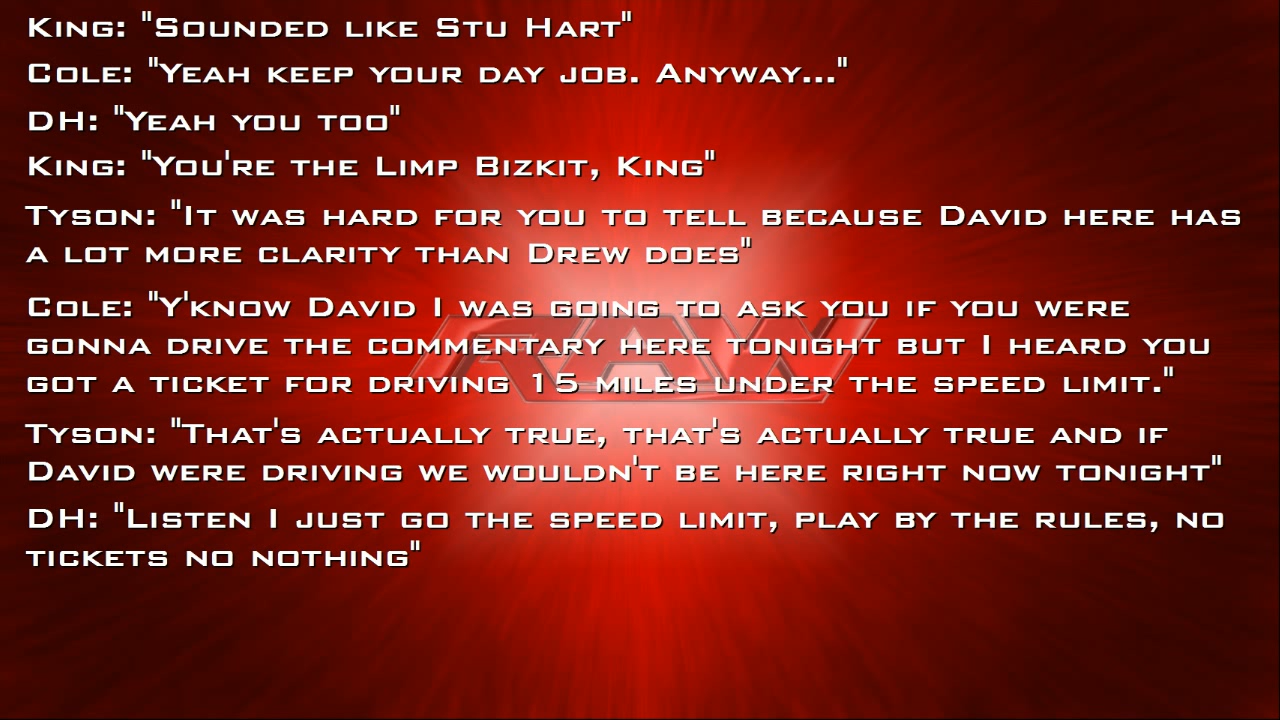 King: "Sounded like Stu Hart"
Cole: "Yeah keep your day job. Anyway..."
DH: "Yeah you too"
King: "You're the Limp Bizkit, King"
Tyson: "It was hard for you to tell because David here has
a lot more clarity than Drew does"
Cole: "Y'know David I was going to ask you if you were
gonna drive the commentary here tonight but I heard you
got a ticket for driving 15 miles under the speed limit."
Tyson: "That's actually true, that's actually true and if
David were driving we wouldn't be here right now tonight"
DH: "Listen I just go the speed limit, play by the rules, no
tickets no nothing"
RAW